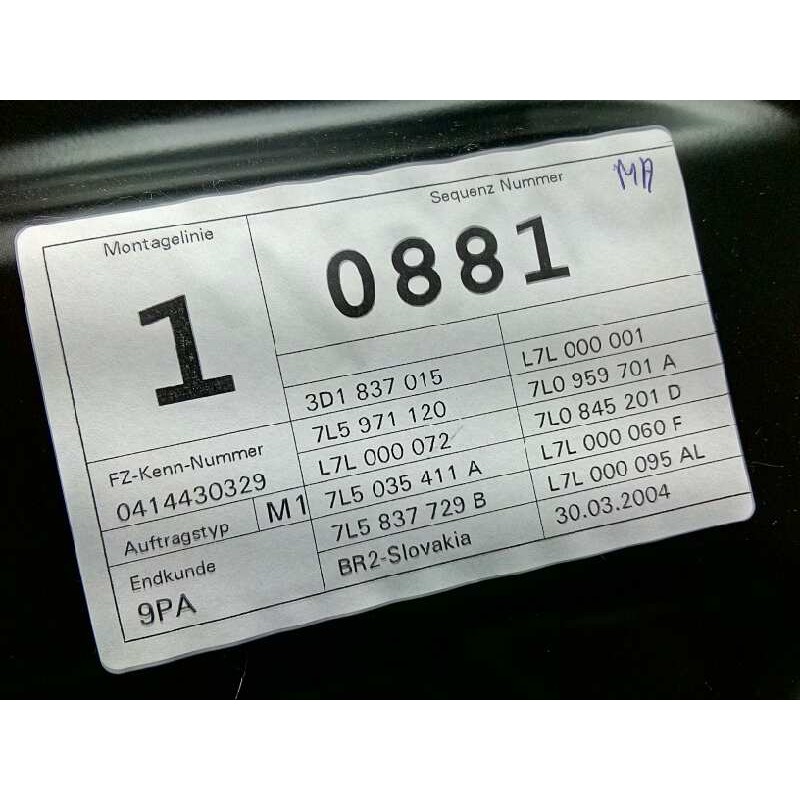 Montagelinie
1
Sequenz Nummer
MA
0881
3D1 837 015
L7L 000 001
7L5 971 120
7L0 959 701 A
L7L 000 072
7L0 845 201 D
7L5 035 411 A
L7L 000 060 F
7L5 837 729 B
L7L 000 095 AL
BR2-Slovakia
30.03.2004
FZ-Kenn-Nummer
0414430329
Auftragstyp
M1
Endkunde
9PA